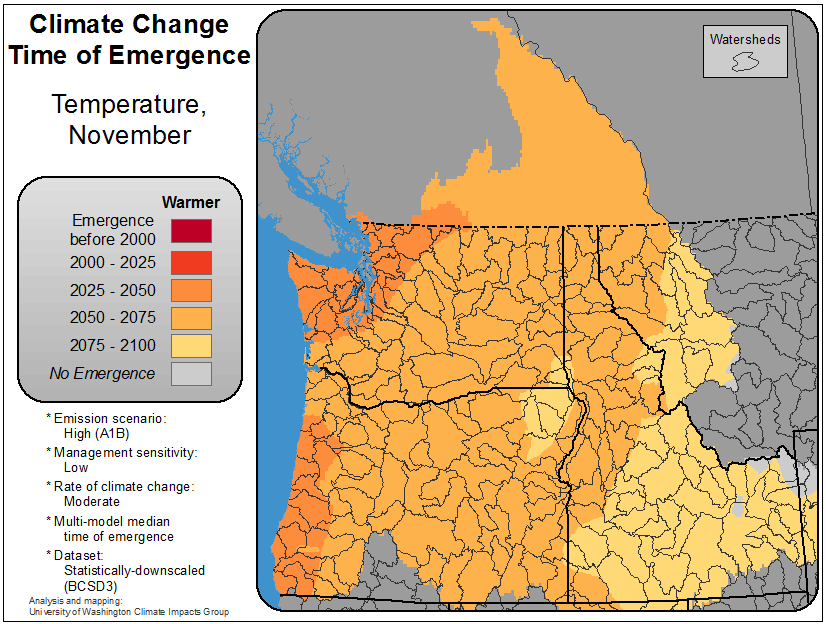 Climate Change
Time of Emergence
Temperature,
November
Warmer
Emergence
before 2000
2000 - 2025
2025 - 2050
2050 - 2075
2075 - 2100
No Emergence
* Emission scenario:
High (A1B)
* Management sensitivity:
Low
* Rate of climate change:
Moderate
* Multi-model median
time of emergence
* Dataset:
Statistically-downscaled
(BCSD3)
Analysis and mapping:
University of Washington Climate Impacts Group
Watersheds